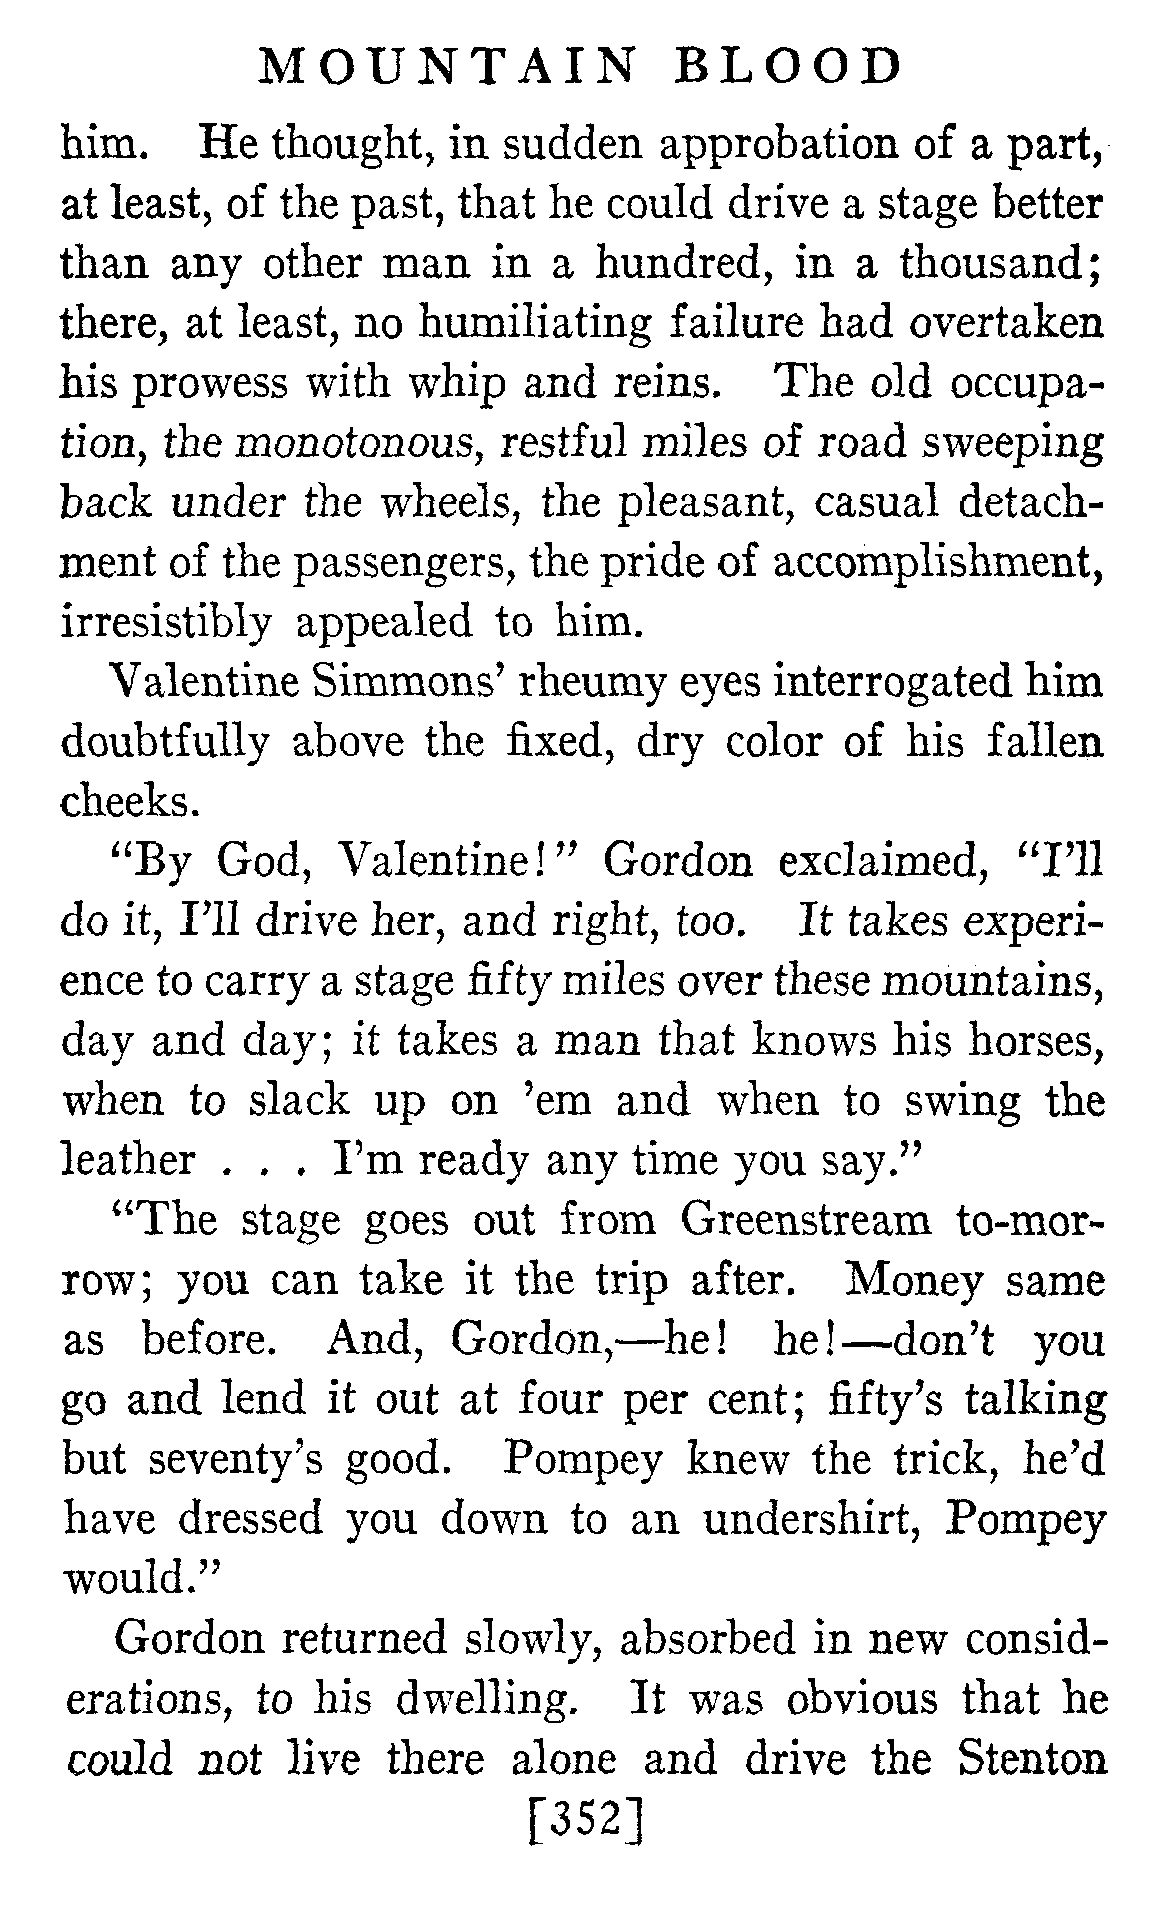 MOUNTAIN BLOOD
him. He thought, in sudden approbation of a part,
at least, of the past, that he could drive a stage better
than any other man in a hundred, in a thousand;
there, at least, no humiliating failure had overtaken
his prowess with whip and reins. The old occupa-
tion, the monotonous, restful miles of road sweeping
back under the wheels, the pleasant, casual detach-
ment of the passengers, the pride of accomplishment,
irresistibly appealed to him.
Valentine Simmons’ rheumy eyes interrogated him
doubtfully above the fixed, dry color of his fallen
cheeks.
“By God, Valentine!” Gordon exclaimed, “I’ll
do it, I’ll drive her, and right, too. It takes experi-
ence to carry a stage fifty miles over these mountains,
day and day; it takes a man that knows his horses,
when to slack up on ’em and when to swing the
leather . . . I’m ready any time you say.”
“The stage goes out from Greenstream to-mor-
row; you can take it the trip after. Money same
as before. And, Gordon,—he! he!—don’t you
go and lend it out at four per cent; fifty’s talking
but seventy’s good. Pompey knew the trick, he’d
have dressed you down to an undershirt, Pompey
would.”
Gordon returned slowly, absorbed in new consid-
erations, to his dwelling. It was obvious that he
could not live there alone and drive the Stenton
[352]